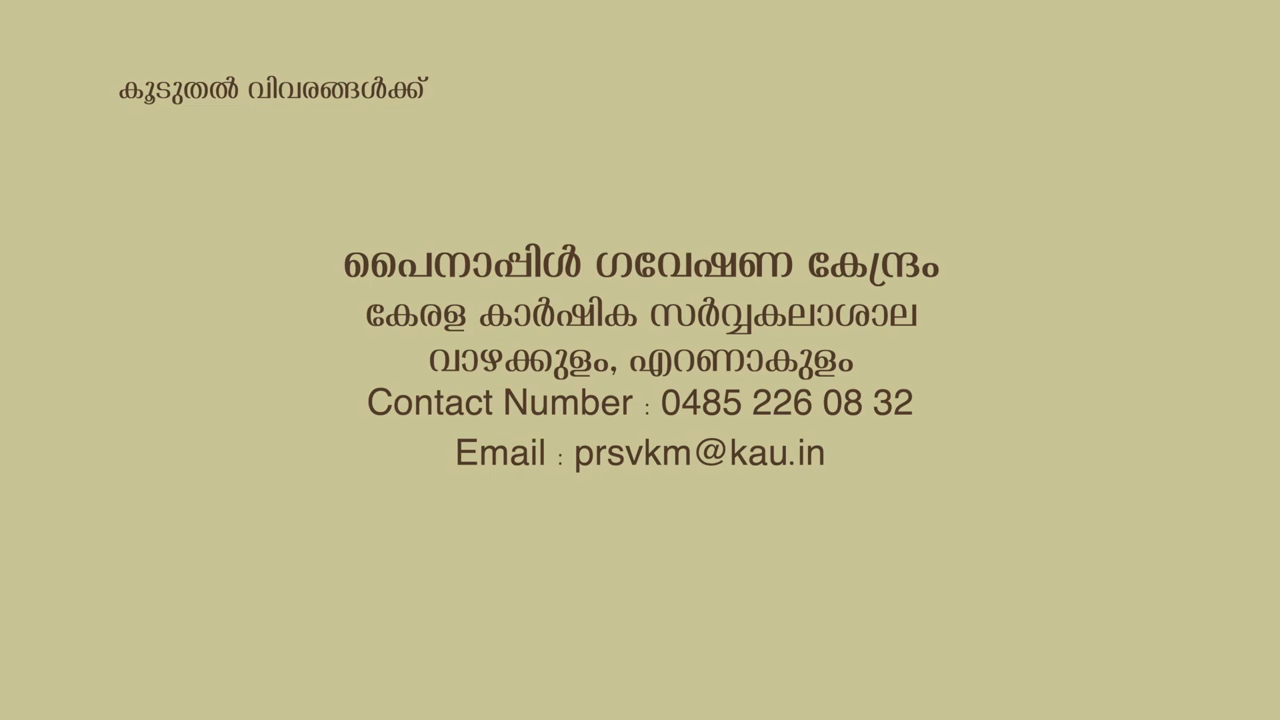 കൂടുതൽ വിവരങ്ങൾക്ക്
പൈനാപ്പിൾ ഗവേഷണ കേന്ദ്രം
കേരള കാർഷിക സർവ്വകലാശാല
വാഴക്കുളം, എറണാകുളം
Contact Number : 0485 226 08 32
Email : prsvkm@kau.in